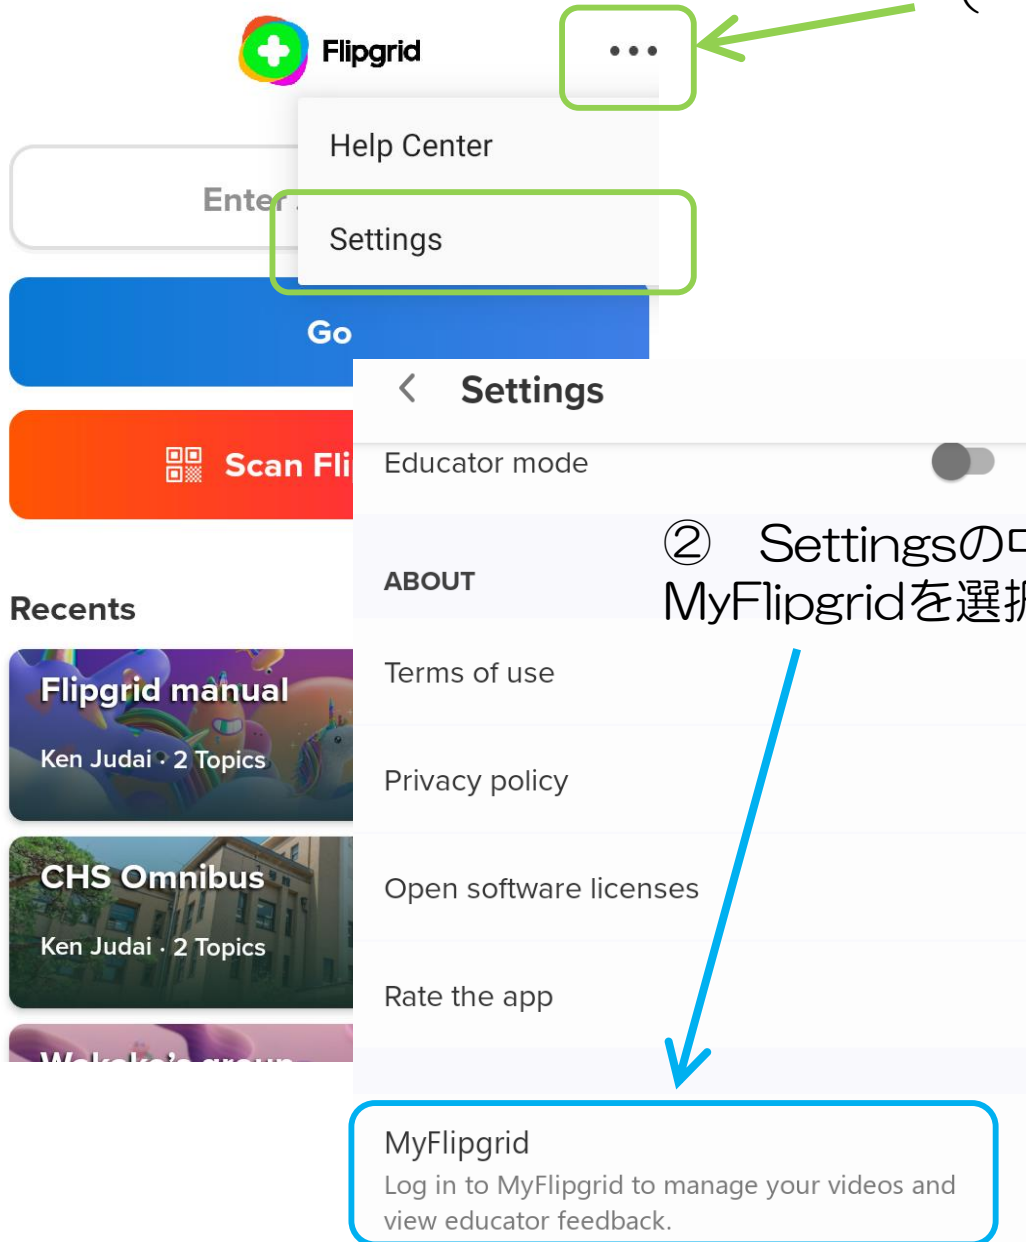 Flipgrid
Help Center
Enter
Settings
Go
Scan Fli
Settings
Educator mode
② Settingsの
MyFlipgridを選択
ABOUT
Terms of use
Privacy policy
Open software licenses
Rate the app
MyFlipgrid
Log in to MyFlipgrid to manage your videos and
view educator feedback.
Recents
Flipgrid manual
Ken Judai · 2 Topics
CHS Omnibus
Ken Judai · 2 Topics
Wakako's group